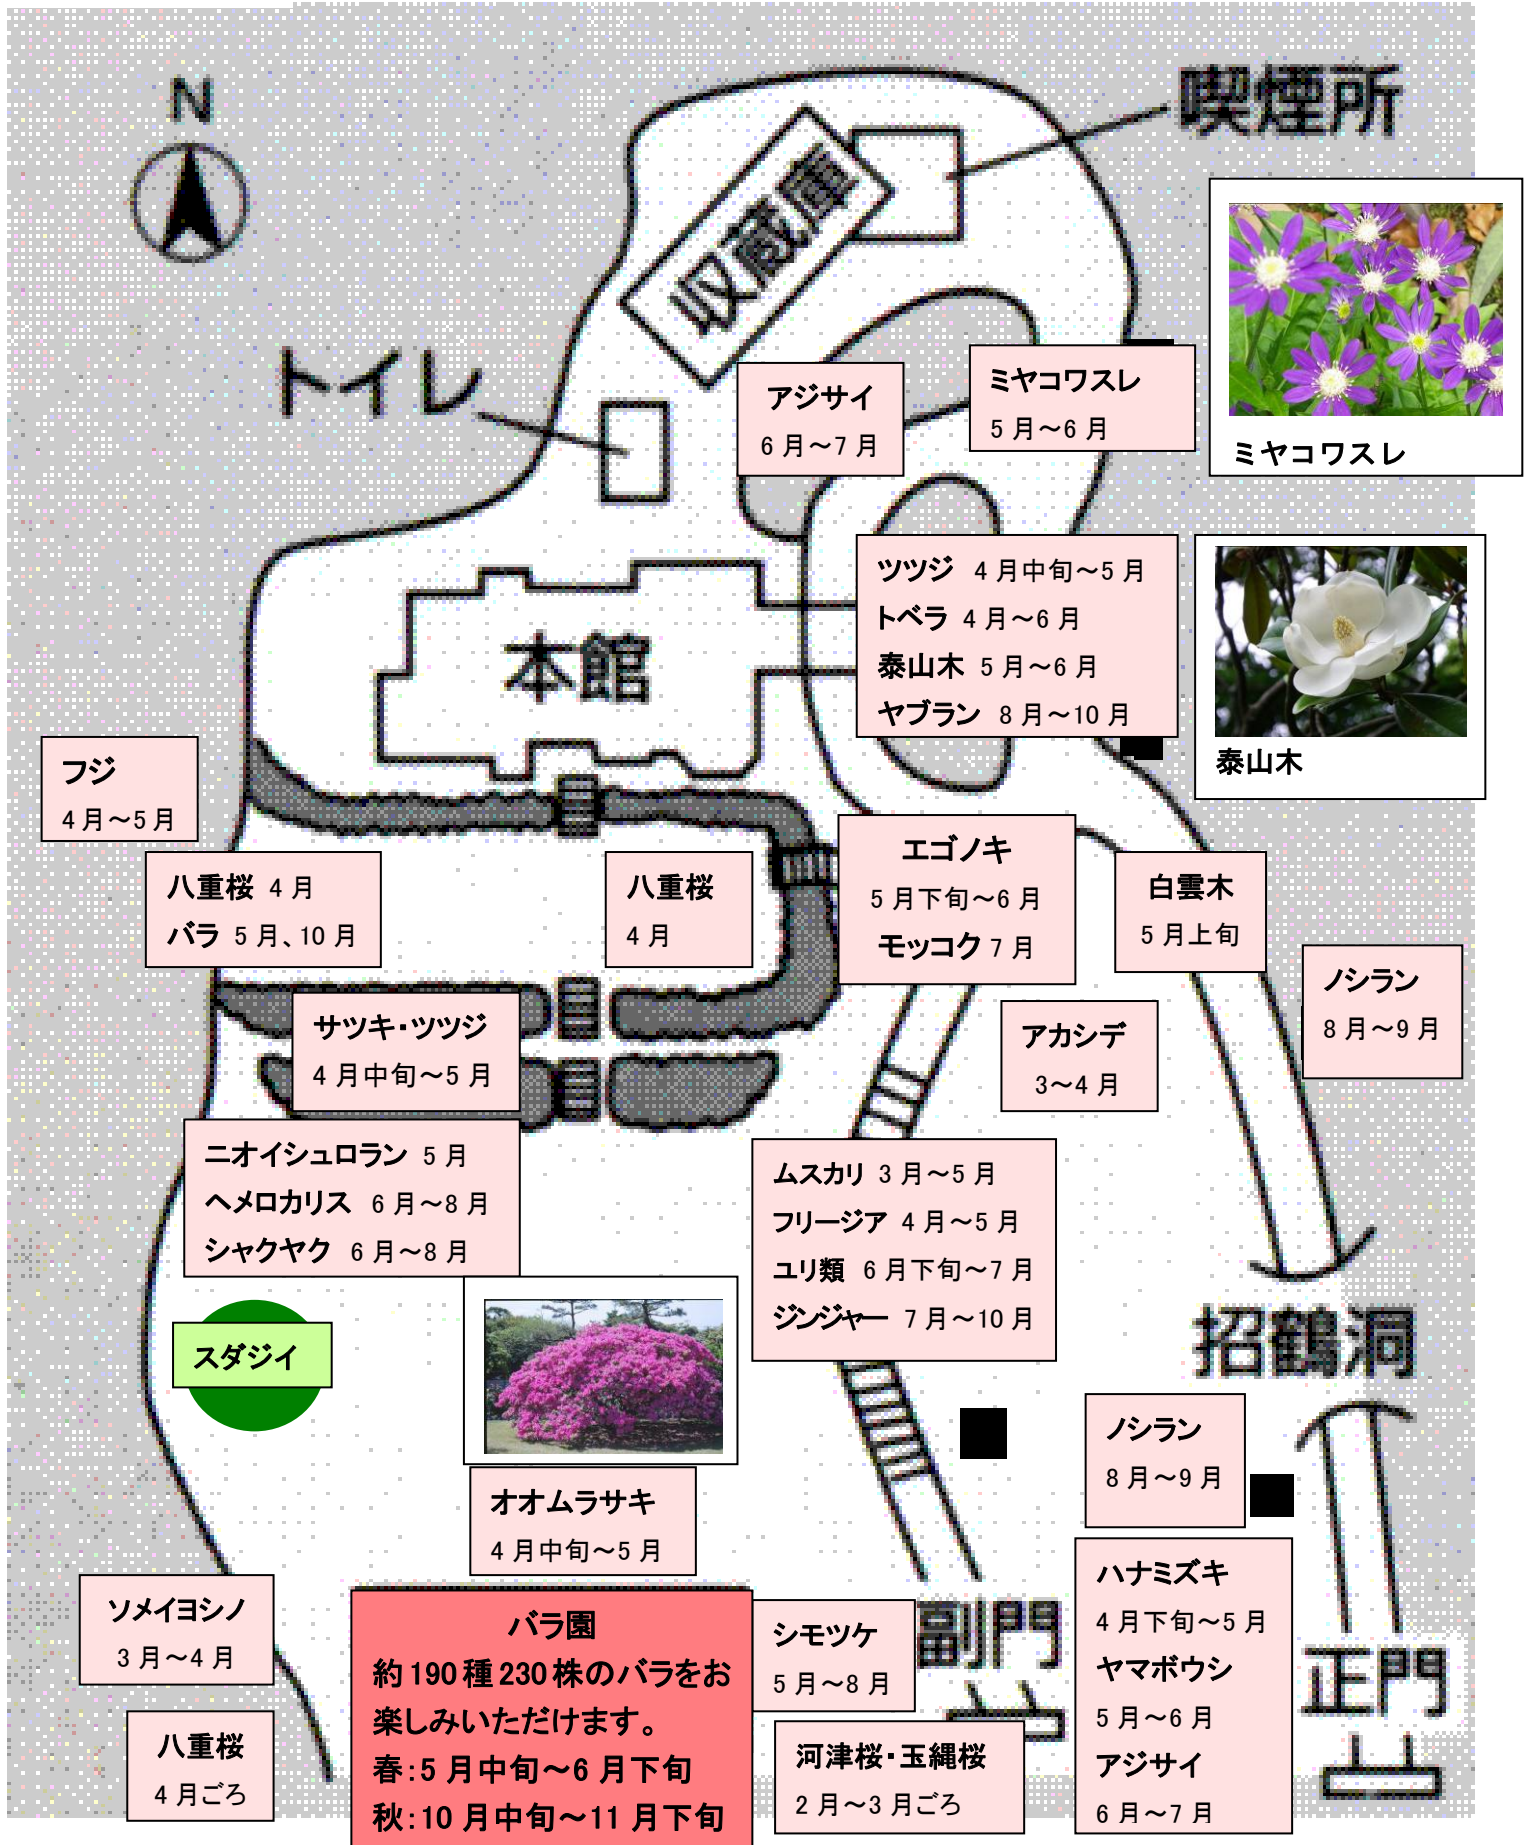 N
喫煙所
収蔵庫
トイレ
ミヤコワスレ
アジサイ
6月～7月
ミヤコワスレ
5月～6月
ツツジ 4月中旬～5月
トベラ 4月～6月
泰山木 5月～6月
ヤブラン 8月～10月
泰山木
本館
フジ
4月～5月
八重桜 4月
バラ 5月、10月
八重桜
4月
エゴノキ
5月下旬～6月
モッコク 7月
白雲木
5月上旬
ノシラン
8月～9月
サツキ・ツツジ
4月中旬～5月
アカシデ
3～4月
ニオイシュロラン 5月
ヘメロカリス 6月～8月
シャクヤク 6月～8月
ムスカリ 3月～5月
フリージア 4月～5月
ユリ類 6月下旬～7月
ジンジャー 7月～10月
招鶴洞
スダジイ
オオムラサキ
4月中旬～5月
ノシラン
8月～9月
ソメイヨシノ
3月～4月
八重桜
4月ごろ
バラ園
約190種230株のバラをお
楽しみいただけます。
春：5月中旬～6月下旬
秋：10月中旬～11月下旬
シモツケ
5月～8月
副門
河津桜・玉縄桜
2月～3月ごろ
ハナミズキ
4月下旬～5月
ヤマボウシ
5月～6月
アジサイ
6月～7月
正門